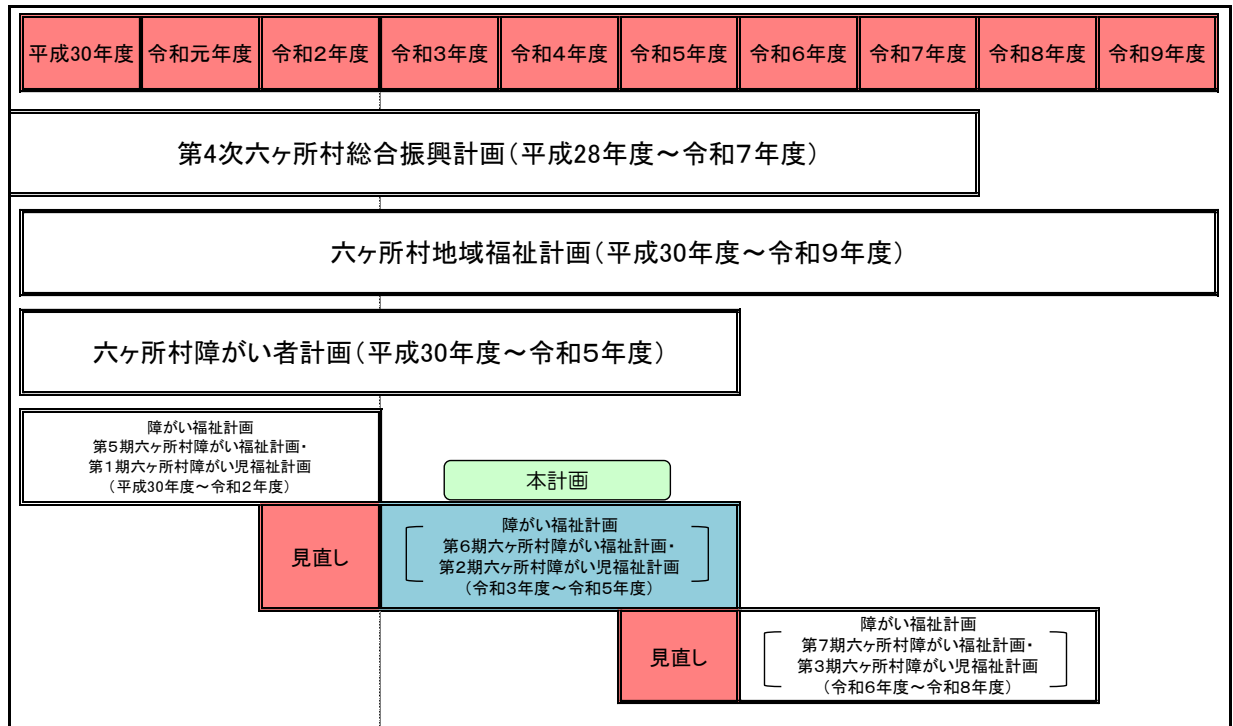 平成30年度 令和元年度 令和2年度 令和3年度 令和4年度 令和5年度 令和6年度 令和7年度 令和8年度 令和9年度
第4次六ヶ所村総合振興計画(平成28年度～令和7年度)
六ヶ所村地域福祉計画(平成30年度～令和9年度)
六ヶ所村障がい者計画(平成30年度～令和5年度)
障がい福祉計画
第5期六ヶ所村障がい福祉計画・
第1期六ヶ所村障がい児福祉計画
(平成30年度～令和2年度)
本計画
見直し
障がい福祉計画
第6期六ヶ所村障がい福祉計画・
第2期六ヶ所村障がい児福祉計画
(令和3年度～令和5年度)
見直し
障がい福祉計画
第7期六ヶ所村障がい福祉計画・
第3期六ヶ所村障がい児福祉計画
(令和6年度～令和8年度)